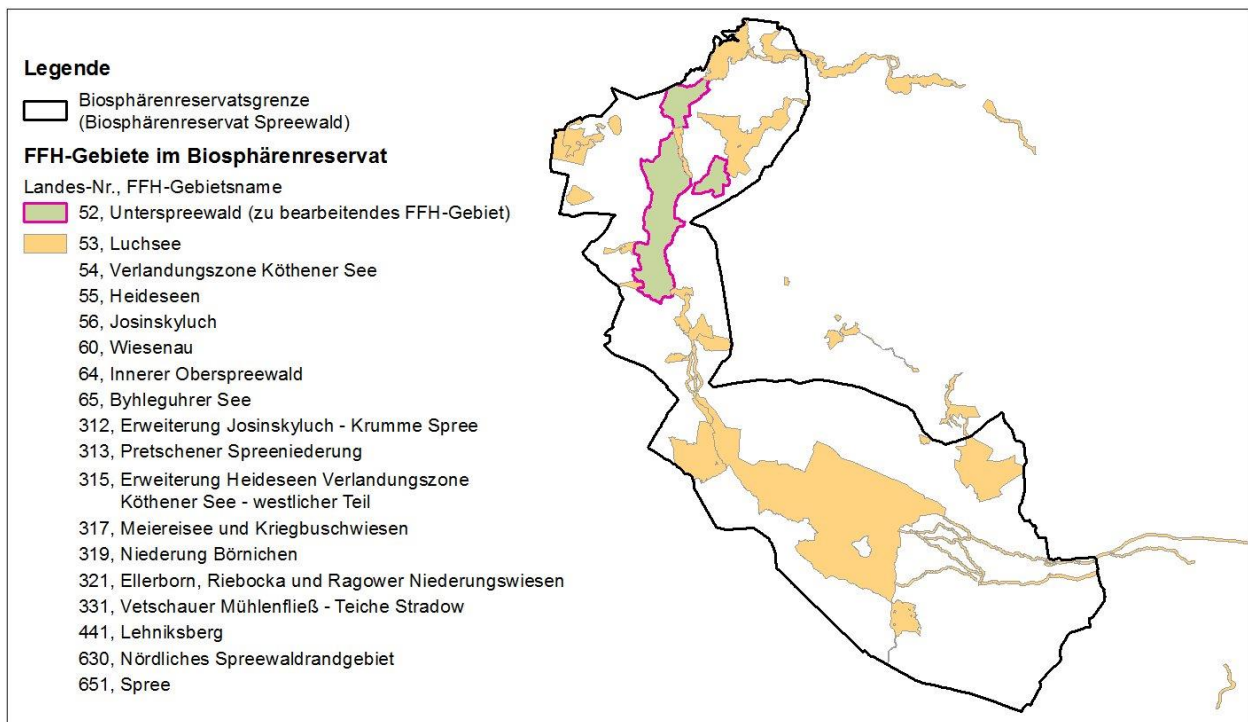 Legende
Biosphärenreservatsgrenze
(Biosphärenreservat Spreewald)
FFH-Gebiete im Biosphärenreservat
Landes-Nr., FFH-Gebietsname
52, Unterspreewald (zu bearbeitendes FFH-Gebiet)
53, Luchsee
54, Verlandungszone Köthener See
55, Heideseen
56, Josinskyluch
60, Wiesenau
64, Innerer Oberspreewald
65, Byhleguhrer See
312, Erweiterung Josinskyluch - Krumme Spree
313, Pretschener Spreeniederung
315, Erweiterung Heideseen Verlandungszone
Köthener See - westlicher Teil
317, Meiereisee und Kriegbuschwiesen
319, Niederung Börnichen
321, Ellerborn, Riebocka und Ragower Niederungswiesen
331, Vetschauer Mühlenfließ - Teiche Stradow
441, Lehniksberg
630, Nördliches Spreewaldrandgebiet
651, Spree